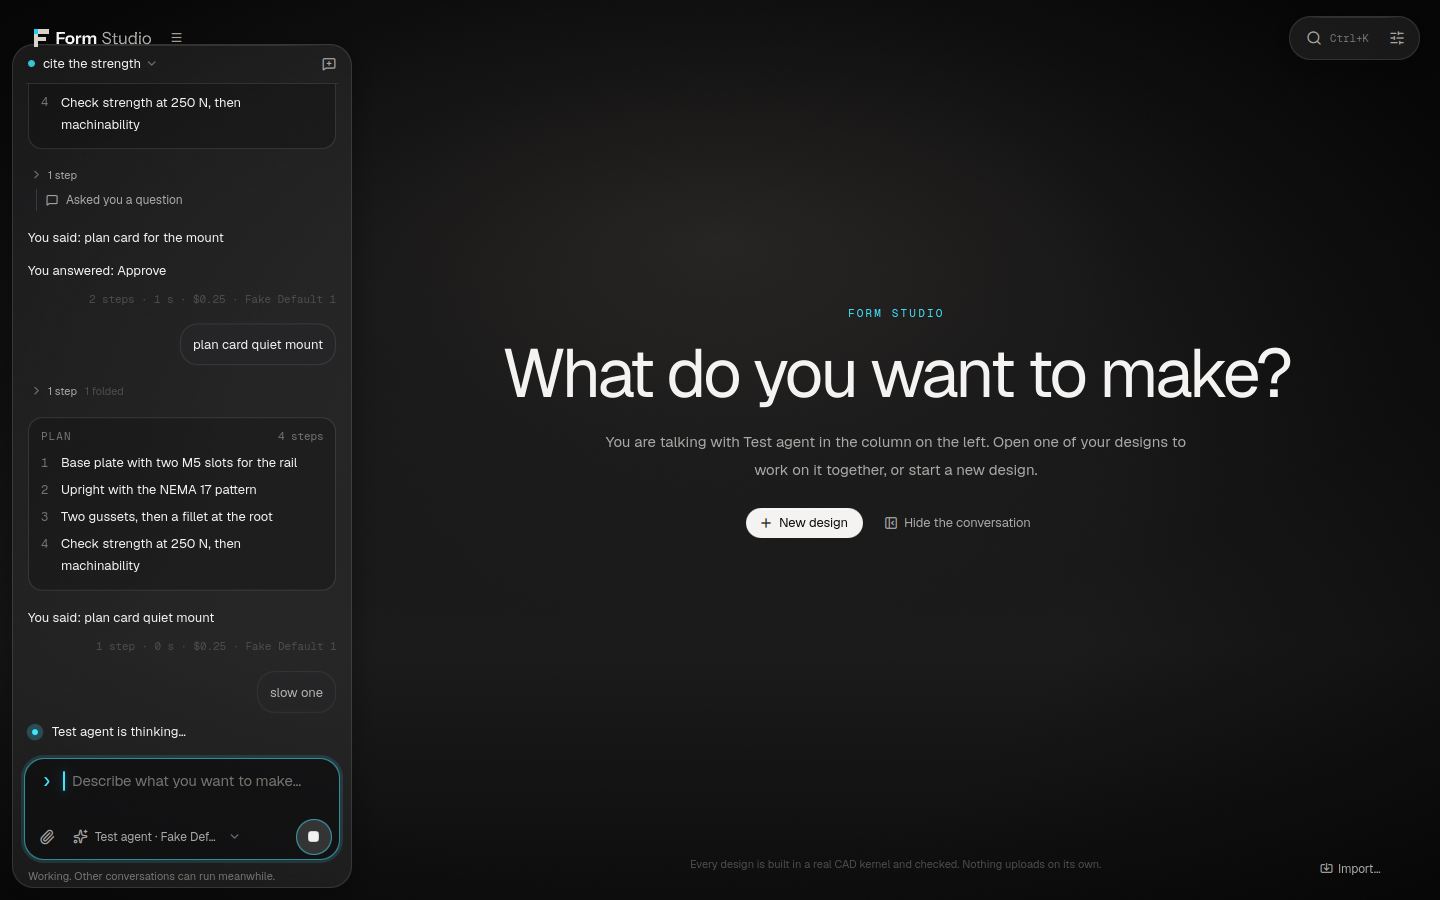 Form Studio
Ctrl+K
cite the strength
4 Check strength at 250 N, then
machinability
1 step
Asked you a question
You said: plan card for the mount
You answered: Approve
2 steps · 1 s · $0.25 · Fake Default 1
plan card quiet mount
1 step 1 folded
PLAN 4 steps
1 Base plate with two M5 slots for the rail
2 Upright with the NEMA 17 pattern
3 Two gussets, then a fillet at the root
4 Check strength at 250 N, then
machinability
You said: plan card quiet mount
1 step · 0 s · $0.25 · Fake Default 1
slow one
Test agent is thinking…
Describe what you want to make…
Test agent · Fake Def…
Working. Other conversations can run meanwhile.
FORM STUDIO
What do you want to make?
You are talking with Test agent in the column on the left. Open one of your designs to
work on it together, or start a new design.
New design
Hide the conversation
Every design is built in a real CAD kernel and checked. Nothing uploads on its own.
Import…